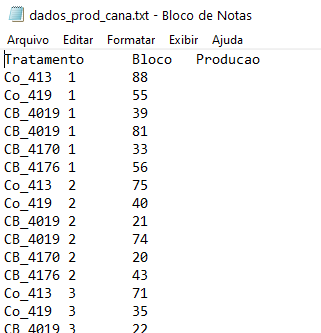 dados_prod_cana.txt - Bloco de Notas
Arquivo Editar Formatar Exibir Ajuda
Tratamento Bloco Producao
Co_413 1 88
Co_419 1 55
CB_4019 1 39
CB_4019 1 81
CB_4170 1 33
CB_4176 1 56
Co_413 2 75
Co_419 2 40
CB_4019 2 21
CB_4019 2 74
CB_4170 2 20
CB_4176 2 43
Co_413 3 71
Co_419 3 35
CB_4019 3 22